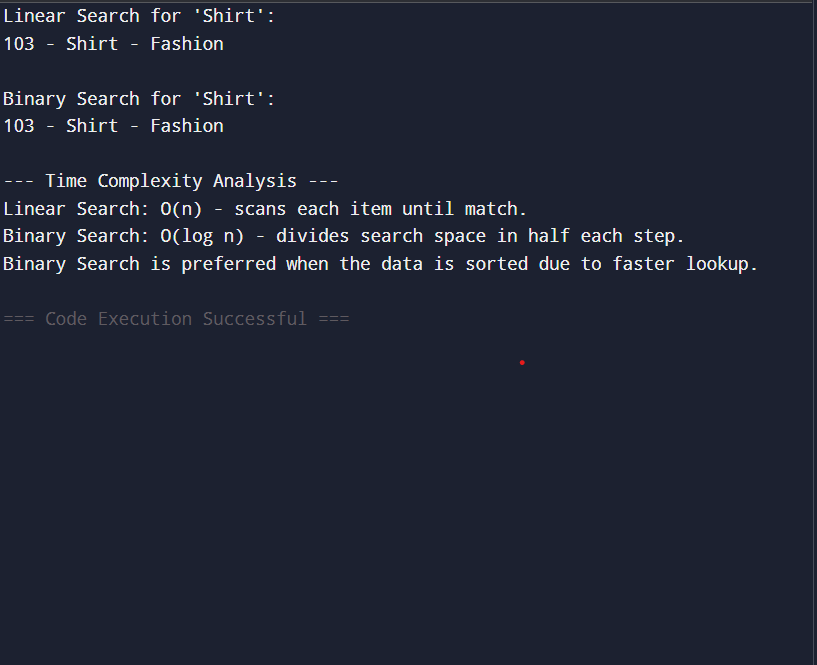 Linear Search for 'Shirt':
103 - Shirt - Fashion
Binary Search for 'Shirt':
103 - Shirt - Fashion
--- Time Complexity Analysis ---
Linear Search: O(n) - scans each item until match.
Binary Search: O(log n) - divides search space in half each step.
Binary Search is preferred when the data is sorted due to faster lookup.
=== Code Execution Successful ===